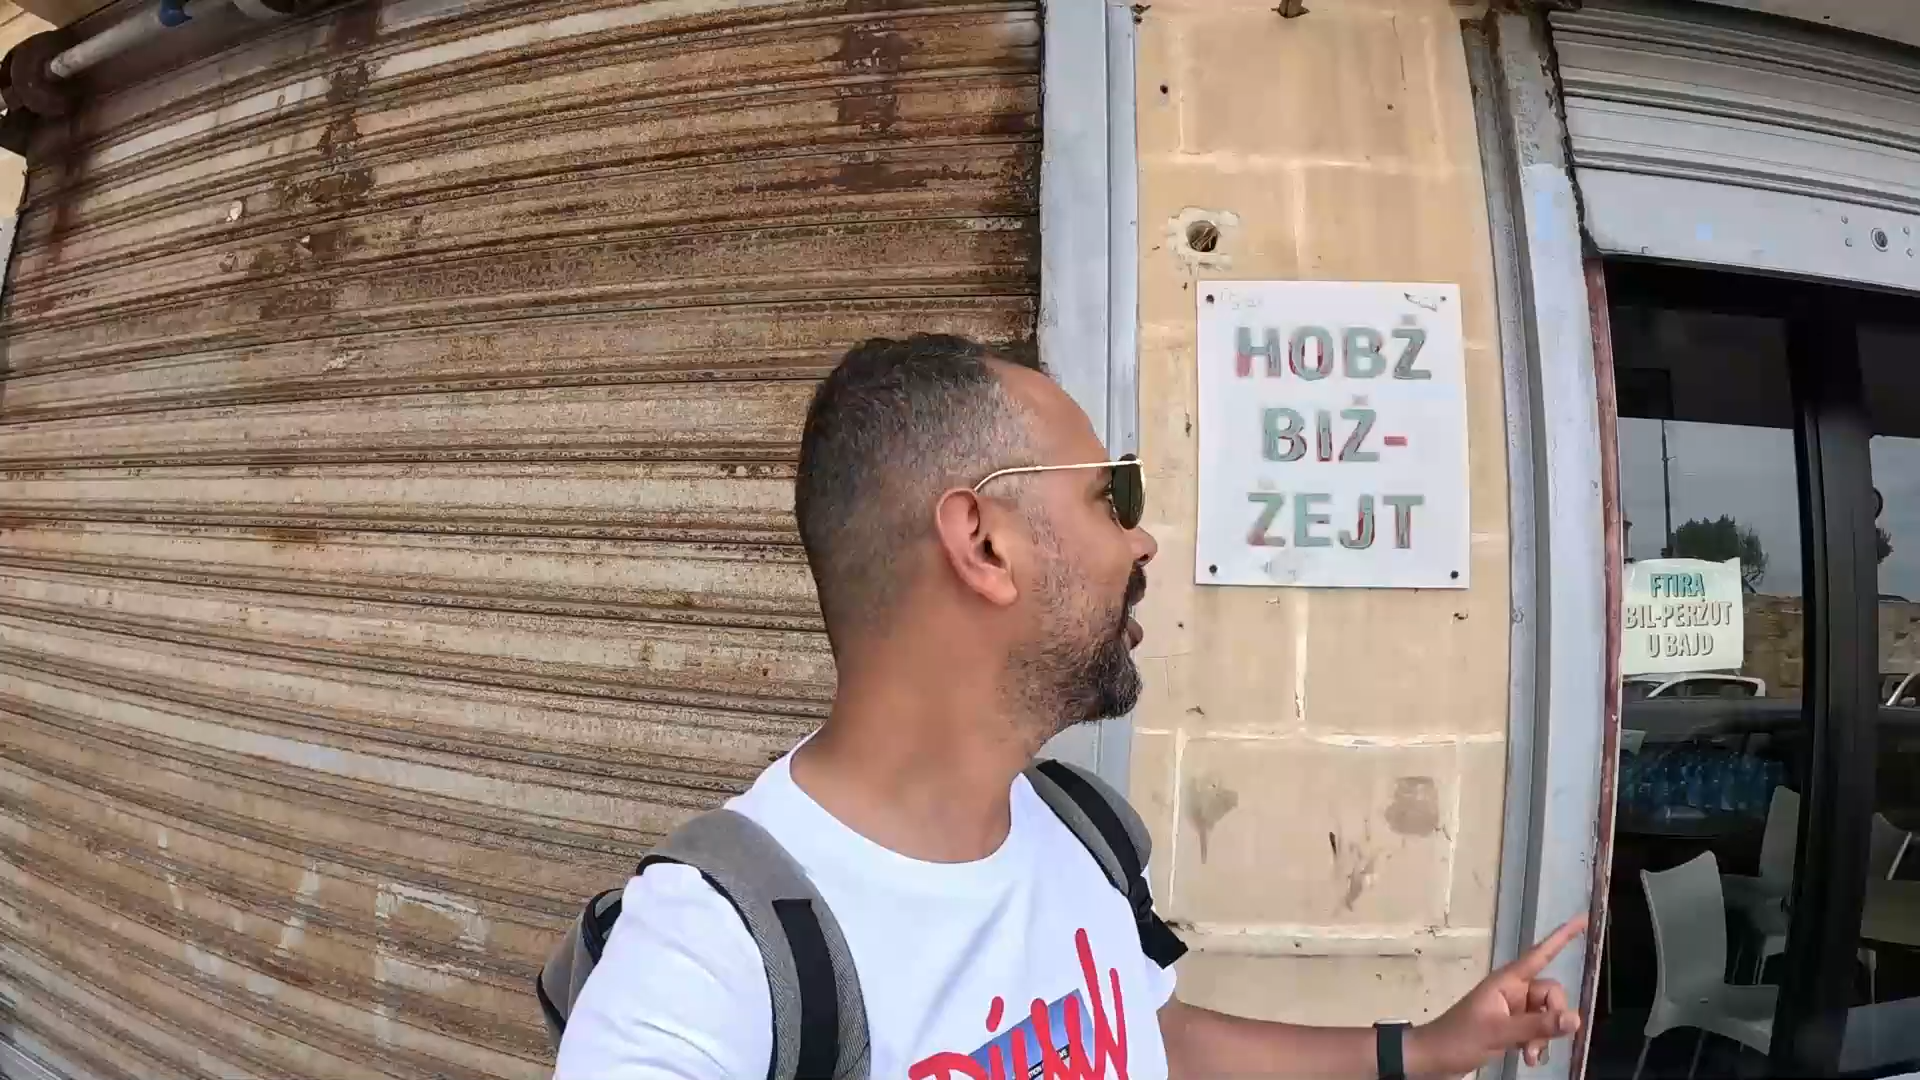 HOBŻ
BIŻ-
ŻEJT
FTIRA
BIL-PERŻUT
U BAJD